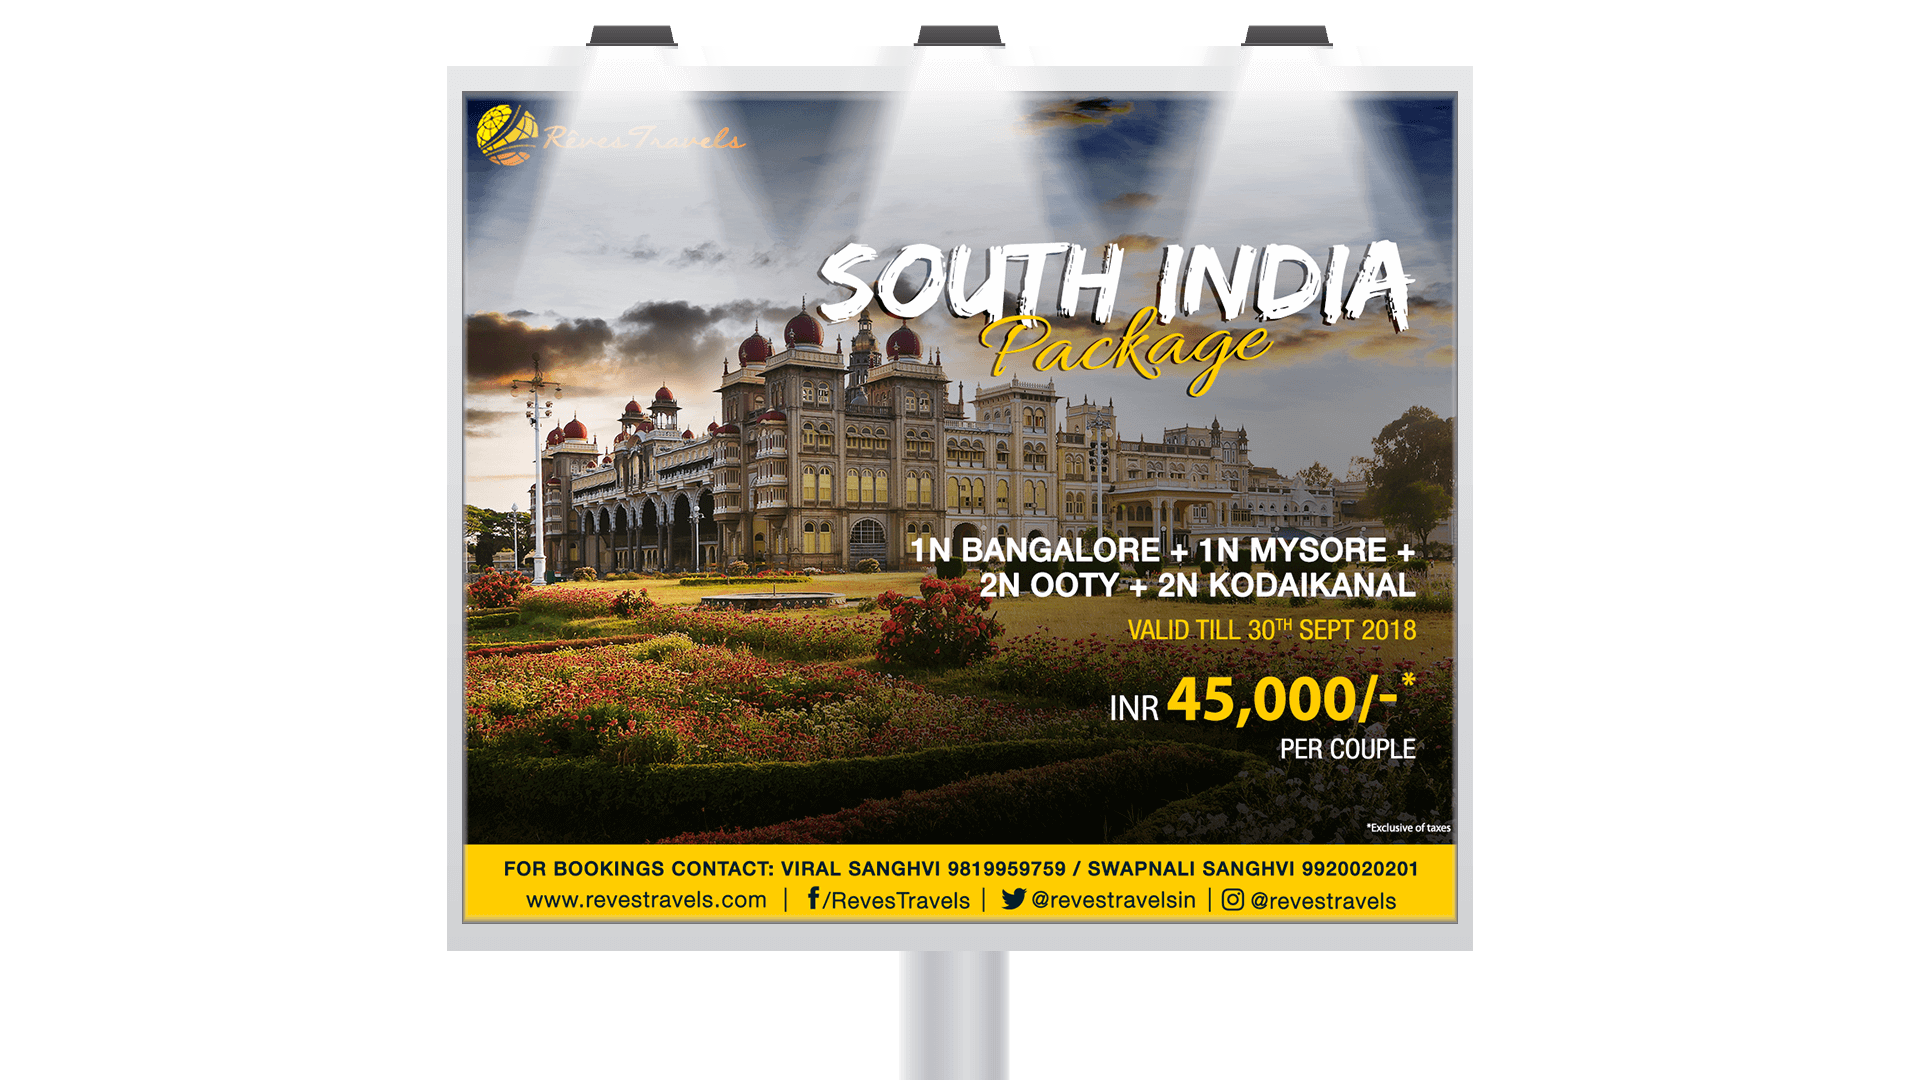 Rêves Travels
SOUTH INDIA
Package
1N BANGALORE + 1N MYSORE +
2N OOTY + 2N KODAIKANAL
VALID TILL 30TH SEPT 2018
INR 45,000/-*
PER COUPLE
*Exclusive of taxes
FOR BOOKINGS CONTACT: VIRAL SANGHVI 9819959759 / SWAPNALI SANGHVI 9920020201
www.revestravels.com | f/RevesTravels | @revestravelsin | @revestravels